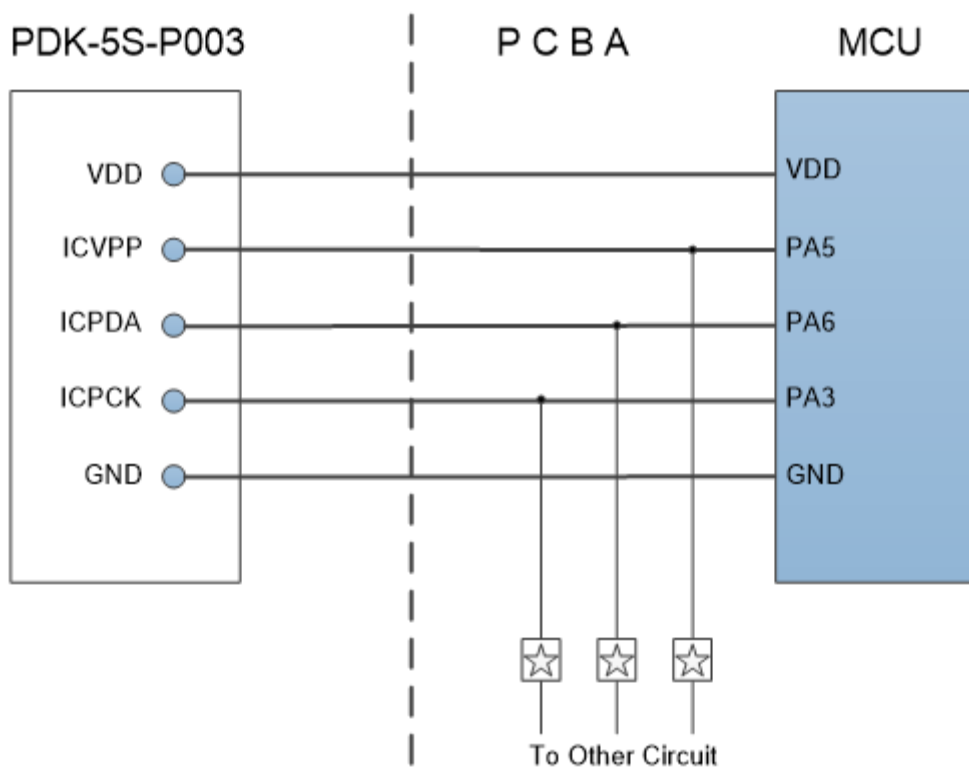 PDK-5S-P003
P C B A
MCU
VDD
VDD
ICVPP
PA5
ICPDA
PA6
ICPCK
PA3
GND
GND
To Other Circuit